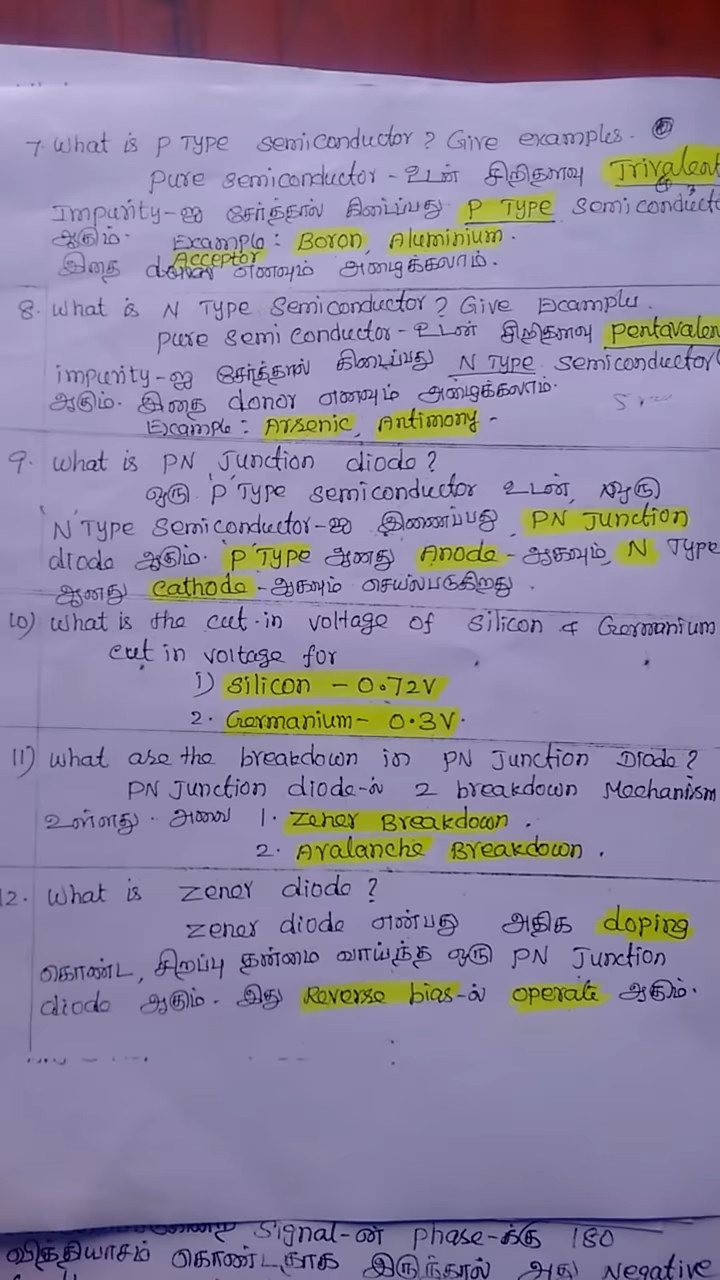 7. What is P TYPE semiconductor? Give examples.
pure semiconductor - உடன் சிறிதளவு Trivalent
Impurity-ஐ சேர்த்தால் கிடைப்பது P TYPE semiconduct
ஆகும். Example: Boron, Aluminium.
Acceptor
இதை எனவும் அழைக்கலாம்.
8. What is N TYPE Semiconductor? Give Example.
pure semi conductor - உடன் சிறிதளவு pentavalen
impurity-ஐ சேர்த்தால் கிடைப்பது N TYPE semiconductor
ஆகும். இதை donor எனவும் அழைக்கலாம்.
Example: Arsenic, Antimony -
9. What is PN Junction diode?
ஒரு 'P' Type semiconductor உடன், ஒரு
'N' TYPE semiconductor-ஐ இணைப்பது PN Junction
diode ஆகும். 'P' TYPE ஆனது Anode - ஆகவும், N Type
ஆனது cathode - ஆகவும் செயல்படுகிறது.
10) What is the cut-in voltage of silicon & Germanium
cut in voltage for
1) silicon - 0.72V
2. Germanium - 0.3V.
11) What are the breakdown in PN Junction Diode?
PN Junction diode-ல் 2 breakdown Mechanism
உள்ளது. அவை 1. Zener Breakdown.
2. Avalanche Breakdown.
12. What is zener diode?
zener diode என்பது அதிக doping
கொண்ட, சிறப்பு தன்மை வாய்ந்த ஒரு PN Junction
diode ஆகும். இது Reverse bias-ல் operate ஆகும்.
Signal-ன் phase-க்கு 180
வித்தியாசம் கொண்டதாக இருந்தால் அது Negative